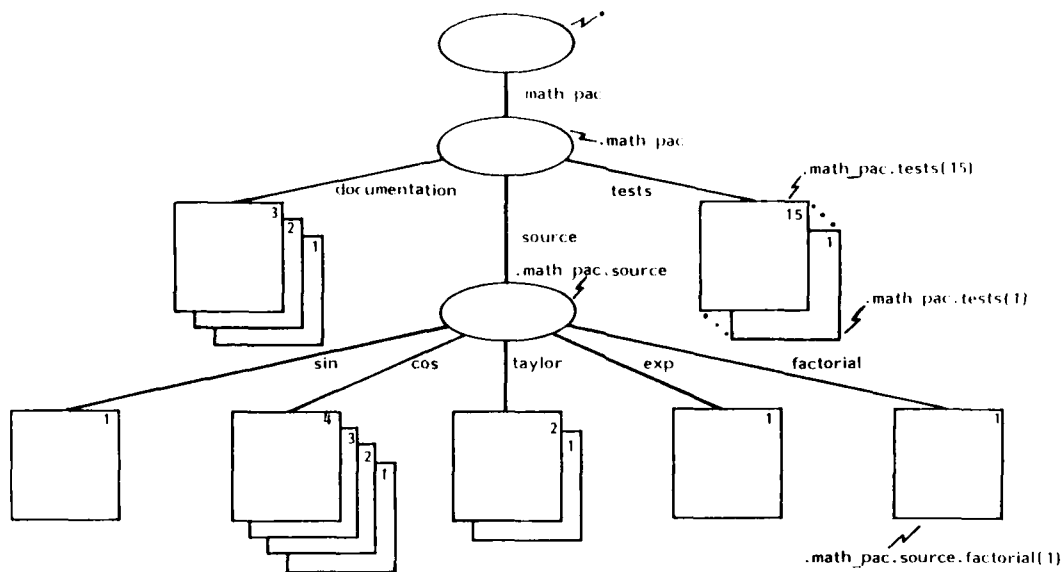 .
math pac
.math pac
documentation
tests
.math_pac.tests(15)
3
2
1
15
1
source
.math pac.source
.math pac.tests(1)
sin
cos
taylor
exp
factorial
1
4
3
2
1
2
1
1
1
.math_pac.source.factorial(1)